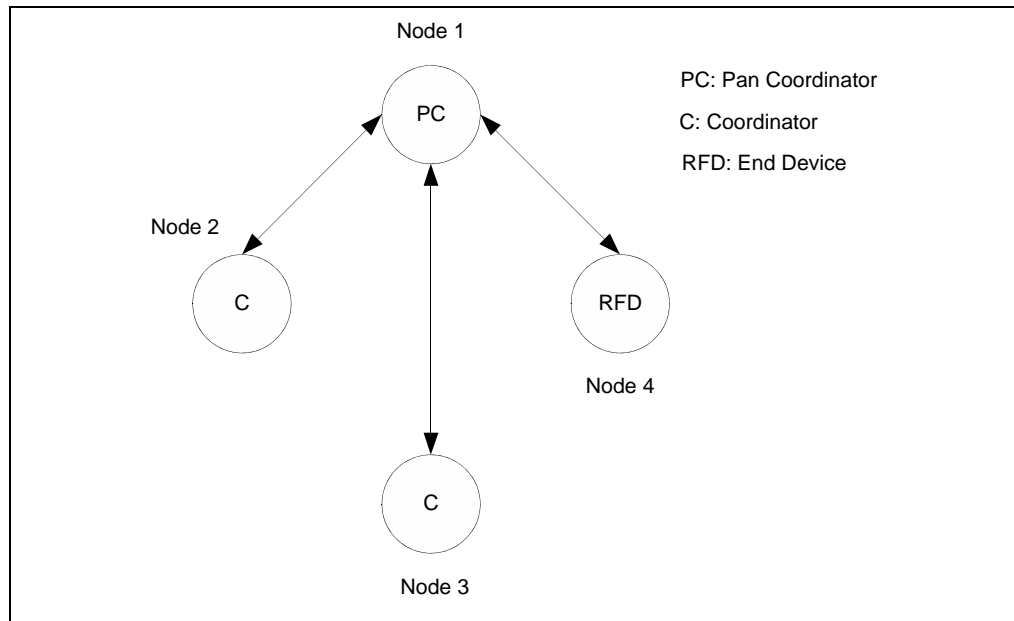 Node 1
PC
PC: Pan Coordinator
C: Coordinator
RFD: End Device
Node 2
C
RFD
Node 4
C
Node 3